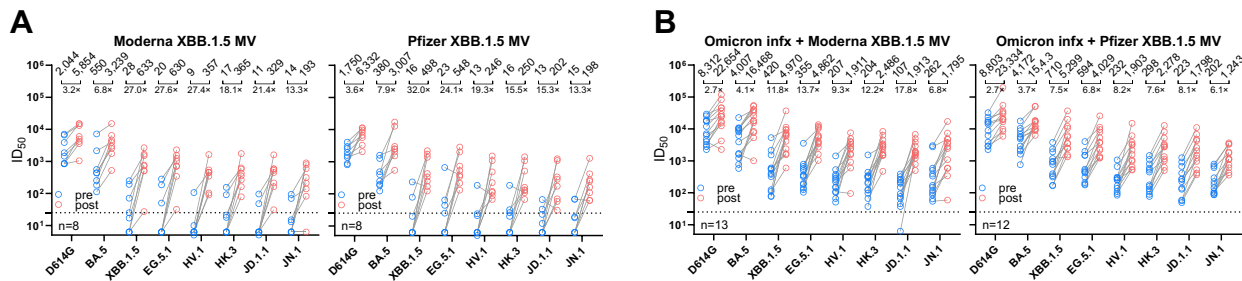 A
Moderna XBB.1.5 MV
2,044 5,854 550 3,239 28 633 20 630 9 357 17 365 11 329 14 193
3.2× 6.8× 27.0× 27.6× 27.4× 18.1× 21.4× 13.3×
ID50
10⁶
10⁵
10⁴
10³
10²
10¹
pre
post
n=8
D614G BA.5 XBB.1.5 EG.5.1 HV.1 HK.3 JD.1.1 JN.1
Pfizer XBB.1.5 MV
1,750 6,332 380 3,007 16 498 23 548 13 246 16 250 13 202 15 198
3.6× 7.9× 32.0× 24.1× 19.3× 15.5× 15.3× 13.3×
pre
post
n=8
D614G BA.5 XBB.1.5 EG.5.1 HV.1 HK.3 JD.1.1 JN.1
B
Omicron infx + Moderna XBB.1.5 MV
8,312 22,654 4,007 16,468 420 4,970 355 4,862 207 1,911 204 2,486 107 1,913 262 1,795
2.7× 4.1× 11.8× 13.7× 9.3× 12.2× 17.8× 6.8×
ID50
10⁶
10⁵
10⁴
10³
10²
10¹
pre
post
n=13
D614G BA.5 XBB.1.5 EG.5.1 HV.1 HK.3 JD.1.1 JN.1
Omicron infx + Pfizer XBB.1.5 MV
8,803 23,334 4,172 15,4,3 710 5,299 594 4,029 232 1,903 298 2,278 223 1,798 202 1,243
2.7× 3.7× 7.5× 6.8× 8.2× 7.6× 8.1× 6.1×
pre
post
n=12
D614G BA.5 XBB.1.5 EG.5.1 HV.1 HK.3 JD.1.1 JN.1